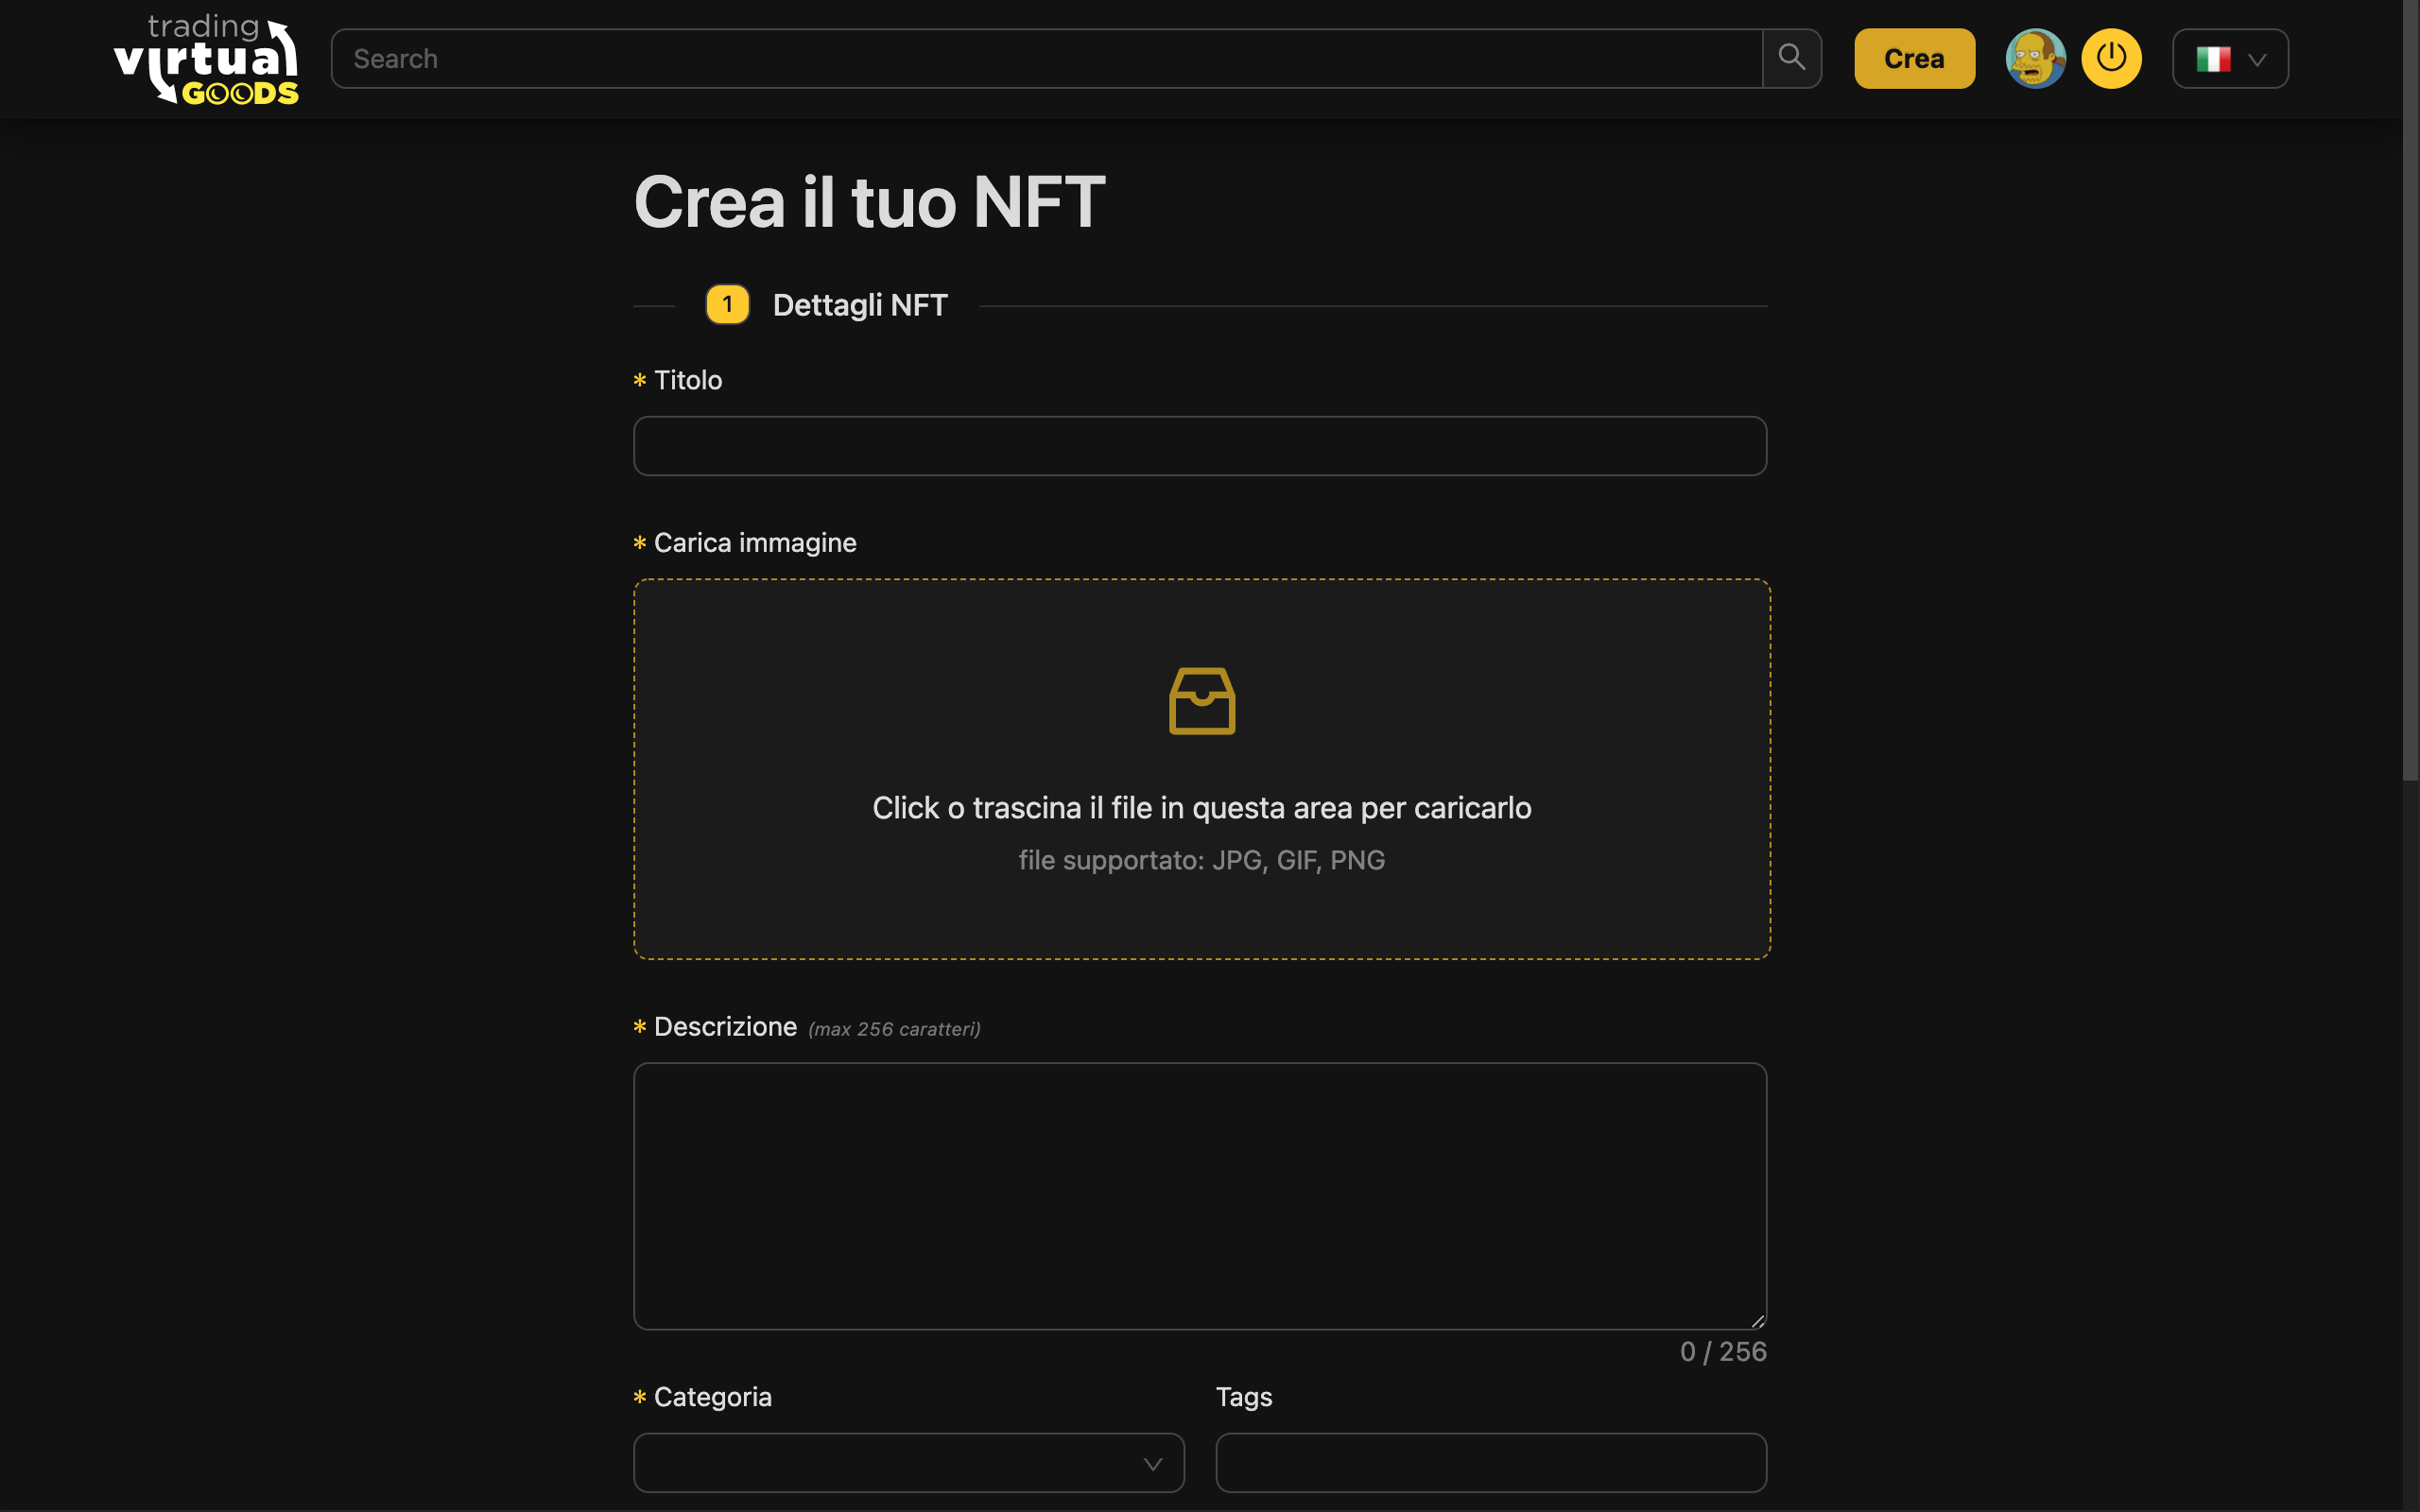 trading
virtual
GOODS
Search
Crea
Crea il tuo NFT
1 Dettagli NFT
* Titolo
* Carica immagine
Click o trascina il file in questa area per caricarlo
file supportato: JPG, GIF, PNG
* Descrizione (max 256 caratteri)
0 / 256
* Categoria
Tags